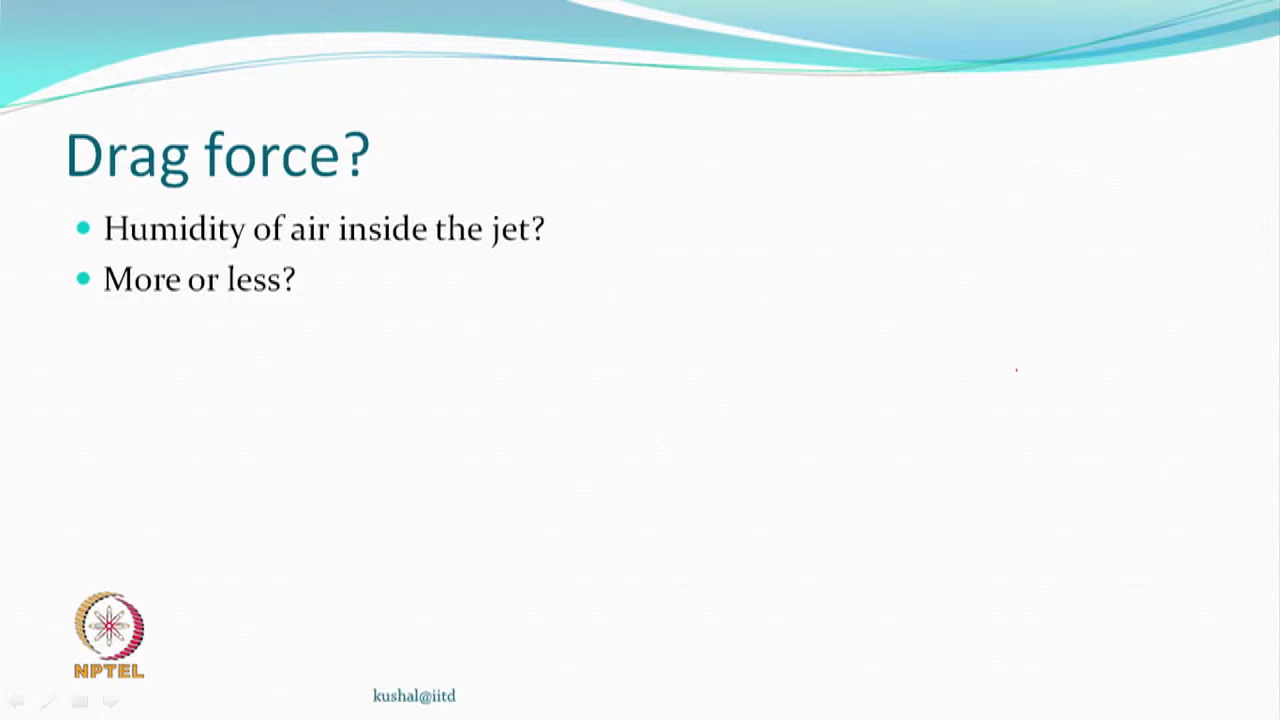 Drag force?
Humidity of air inside the jet?
More or less?
NPTEL
kushal@iitd